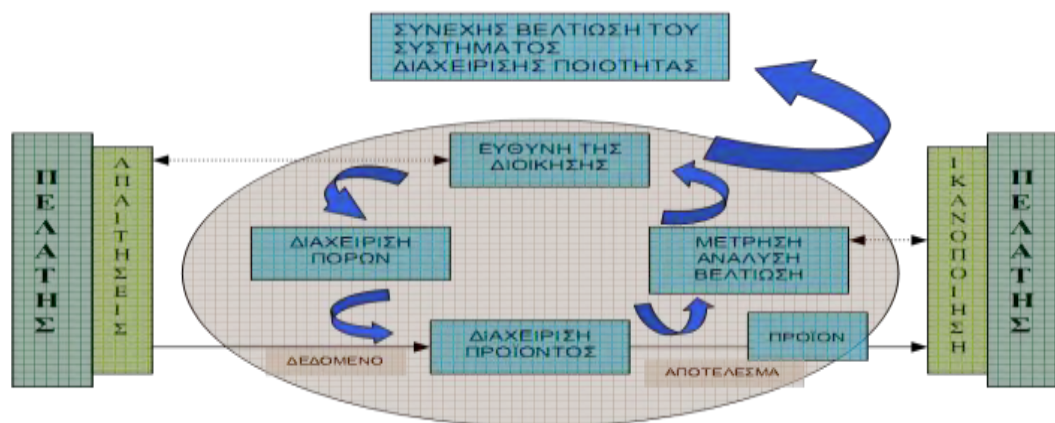 ΣΥΝΕΧΗΣ ΒΕΛΤΙΩΣΗ ΤΟΥ
ΣΥΣΤΗΜΑΤΟΣ
ΔΙΑΧΕΙΡΙΣΗΣ ΠΟΙΟΤΗΤΑΣ
ΠΕΛΑΤΗΣ
ΑΠΑΙΤΗΣΕΙΣ
ΕΥΘΥΝΗ ΤΗΣ
ΔΙΟΙΚΗΣΗΣ
ΔΙΑΧΕΙΡΙΣΗ
ΠΟΡΩΝ
ΜΕΤΡΗΣΗ
ΑΝΑΛΥΣΗ
ΒΕΛΤΙΩΣΗ
ΔΙΑΧΕΙΡΙΣΗ
ΠΡΟΪΟΝΤΟΣ
ΔΕΔΟΜΕΝΟ
ΑΠΟΤΕΛΕΣΜΑ
ΠΡΟΪΟΝ
ΙΚΑΝΟΠΟΙΗΣΗ
ΠΕΛΑΤΗΣ